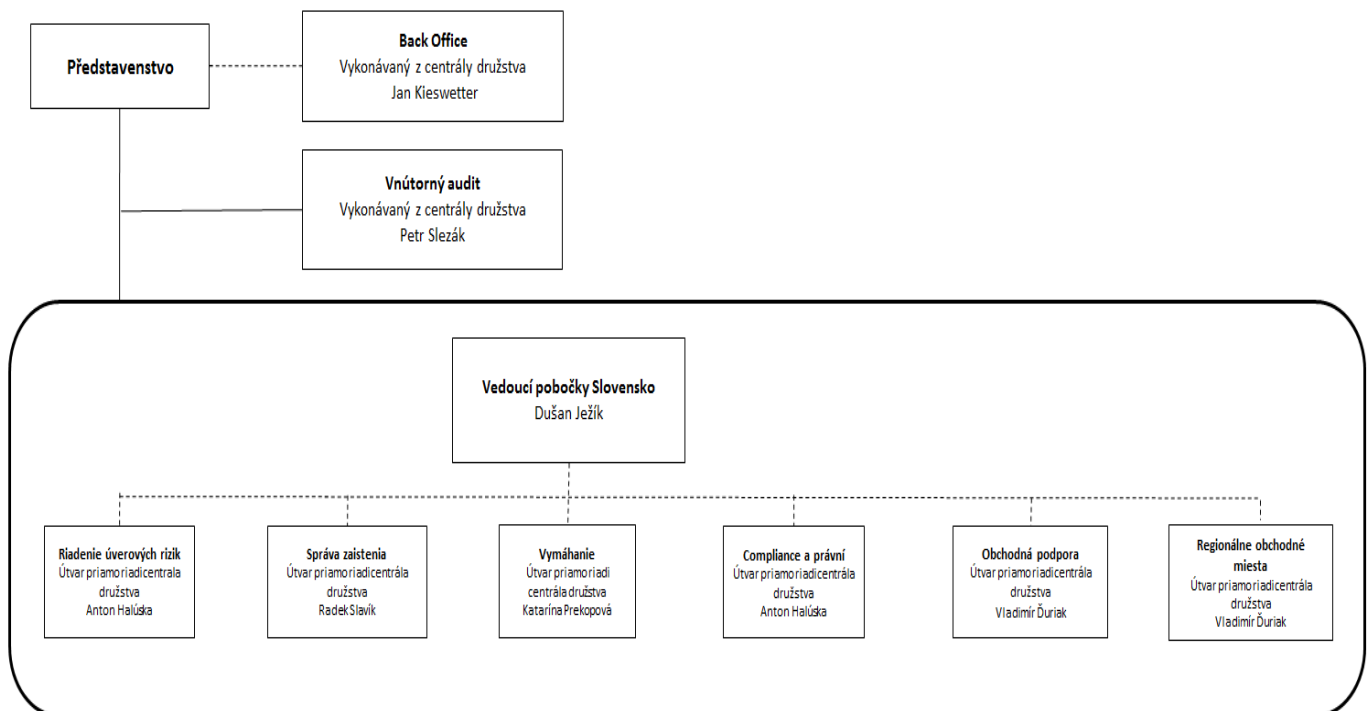 Představenstvo
Back Office
Vykonávaný z centrály družstva
Jan Kieswetter
Vnútorný audit
Vykonávaný z centrály družstva
Petr Slezák
Vedoucí pobočky Slovensko
Dušan Ježík
Riadenie úverových rizik
Útvar priamo riadi centrala
družstva
Anton Halúska
Správa zaistenia
Útvar priamo riadi centrála
družstva
Radek Slavík
Vymáhanie
Útvar priamo riadi
centrála družstva
Katarína Prekopová
Compliance a právní
Útvar priamo riadi centrála
družstva
Anton Halúska
Obchodná podpora
Útvar priamo riadi centrála
družstva
Vladimír Ďuriak
Regionálne obchodné
miesta
Útvar priamo riadi centrála
družstva
Vladimír Ďuriak